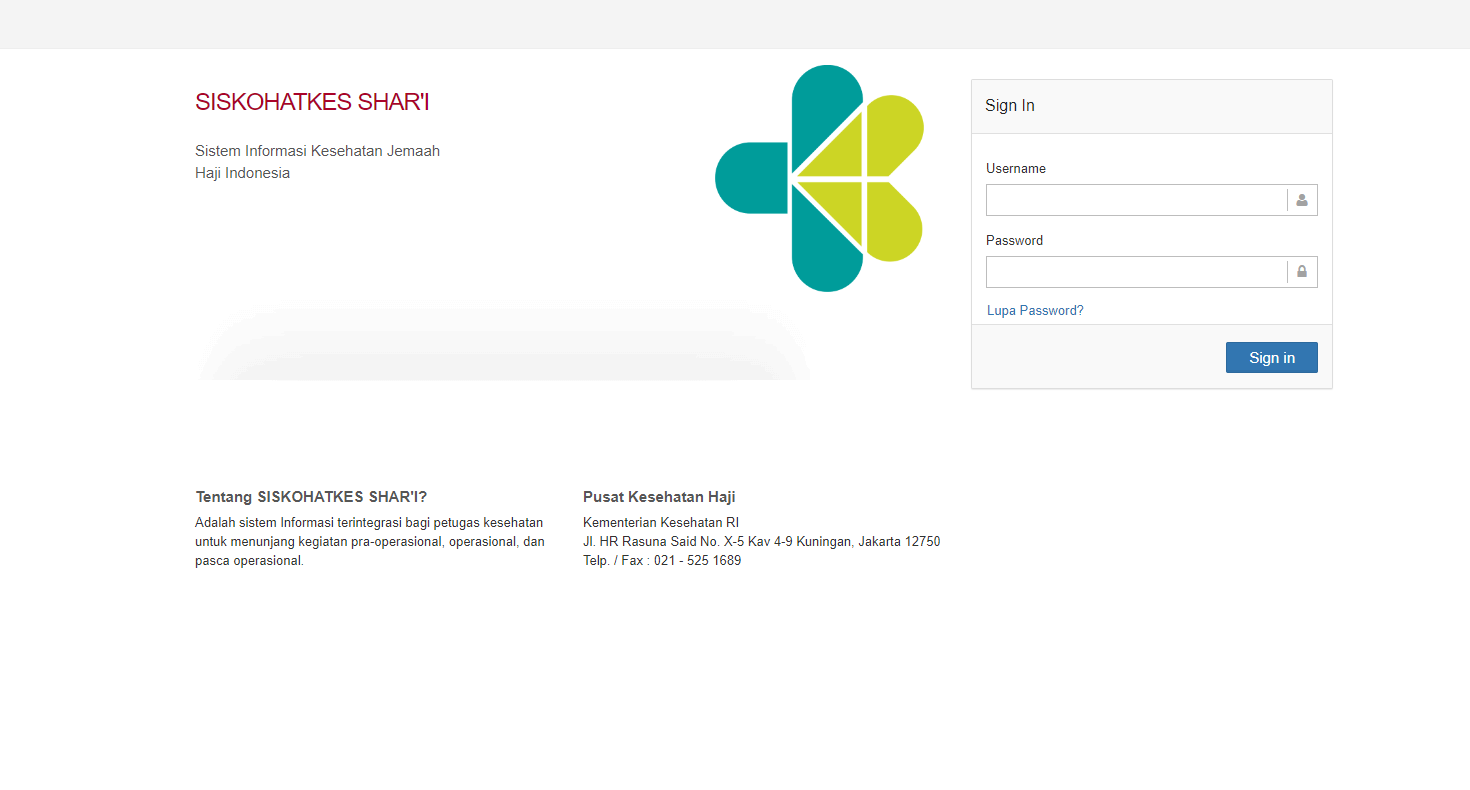 SISKOHATKES SHAR'I
Sistem Informasi Kesehatan Jemaah
Haji Indonesia
Sign In
Username
Password
Lupa Password?
Sign in
Tentang SISKOHATKES SHAR'I?
Adalah sistem Informasi terintegrasi bagi petugas kesehatan
untuk menunjang kegiatan pra-operasional, operasional, dan
pasca operasional.
Pusat Kesehatan Haji
Kementerian Kesehatan RI
Jl. HR Rasuna Said No. X-5 Kav 4-9 Kuningan, Jakarta 12750
Telp. / Fax : 021 - 525 1689